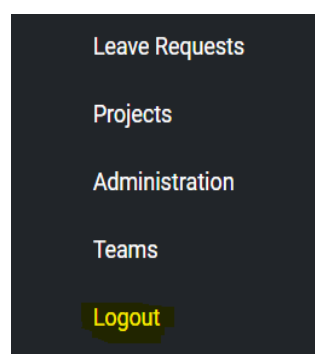 Leave Requests
Projects
Administration
Teams
Logout